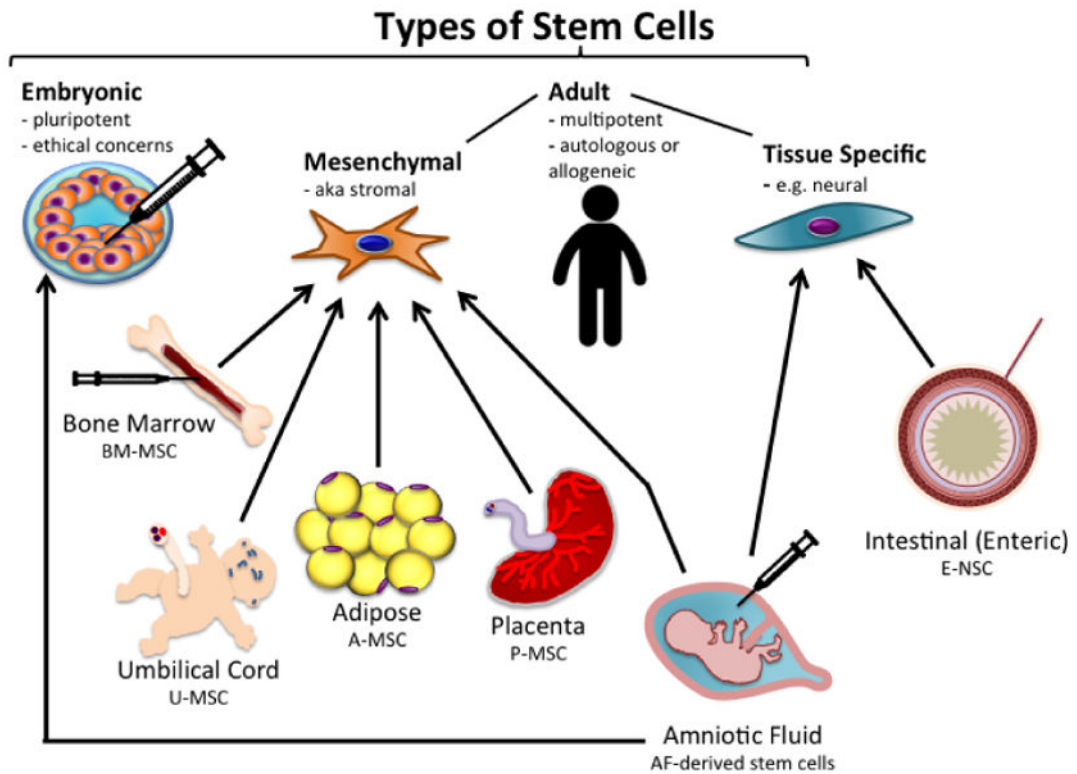 Types of Stem Cells
Embryonic
- pluripotent
- ethical concerns
Adult
- multipotent
- autologous or
allogeneic
Mesenchymal
- aka stromal
Tissue Specific
- e.g. neural
Bone Marrow
BM-MSC
Umbilical Cord
U-MSC
Adipose
A-MSC
Placenta
P-MSC
Amniotic Fluid
AF-derived stem cells
Intestinal (Enteric)
E-NSC